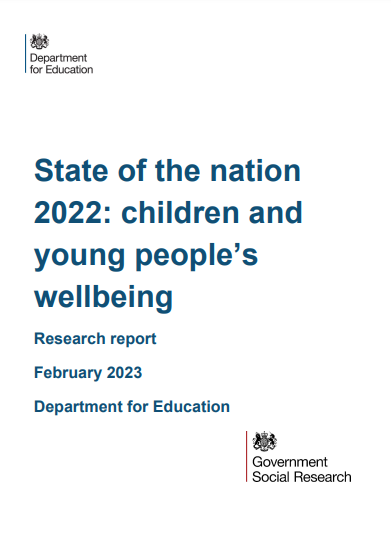 Department
for Education
State of the nation
2022: children and
young people’s
wellbeing
Research report
February 2023
Department for Education
Government
Social Research